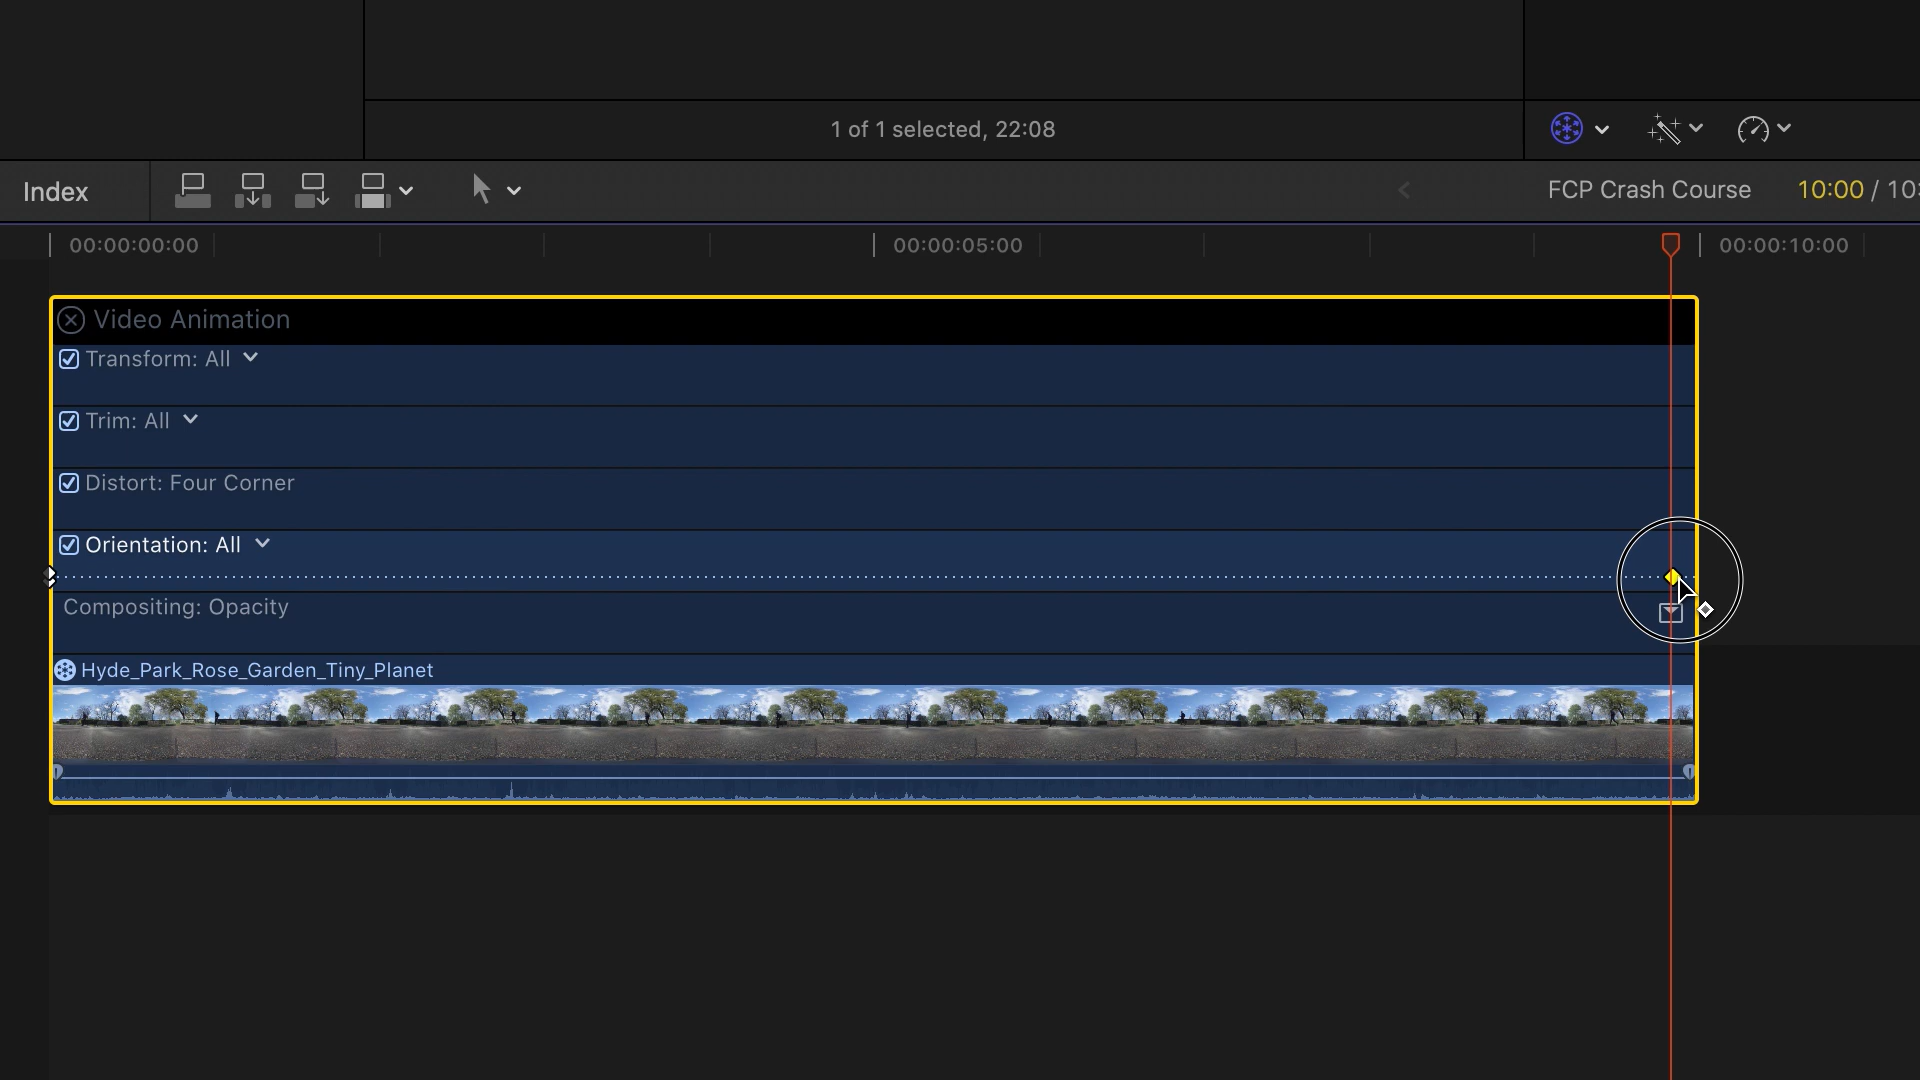 1 of 1 selected, 22:08
Index
FCP Crash Course
10:00 / 10:
00:00:00:00
00:00:05:00
00:00:10:00
Video Animation
Transform: All
Trim: All
Distort: Four Corner
Orientation: All
Compositing: Opacity
Hyde_Park_Rose_Garden_Tiny_Planet